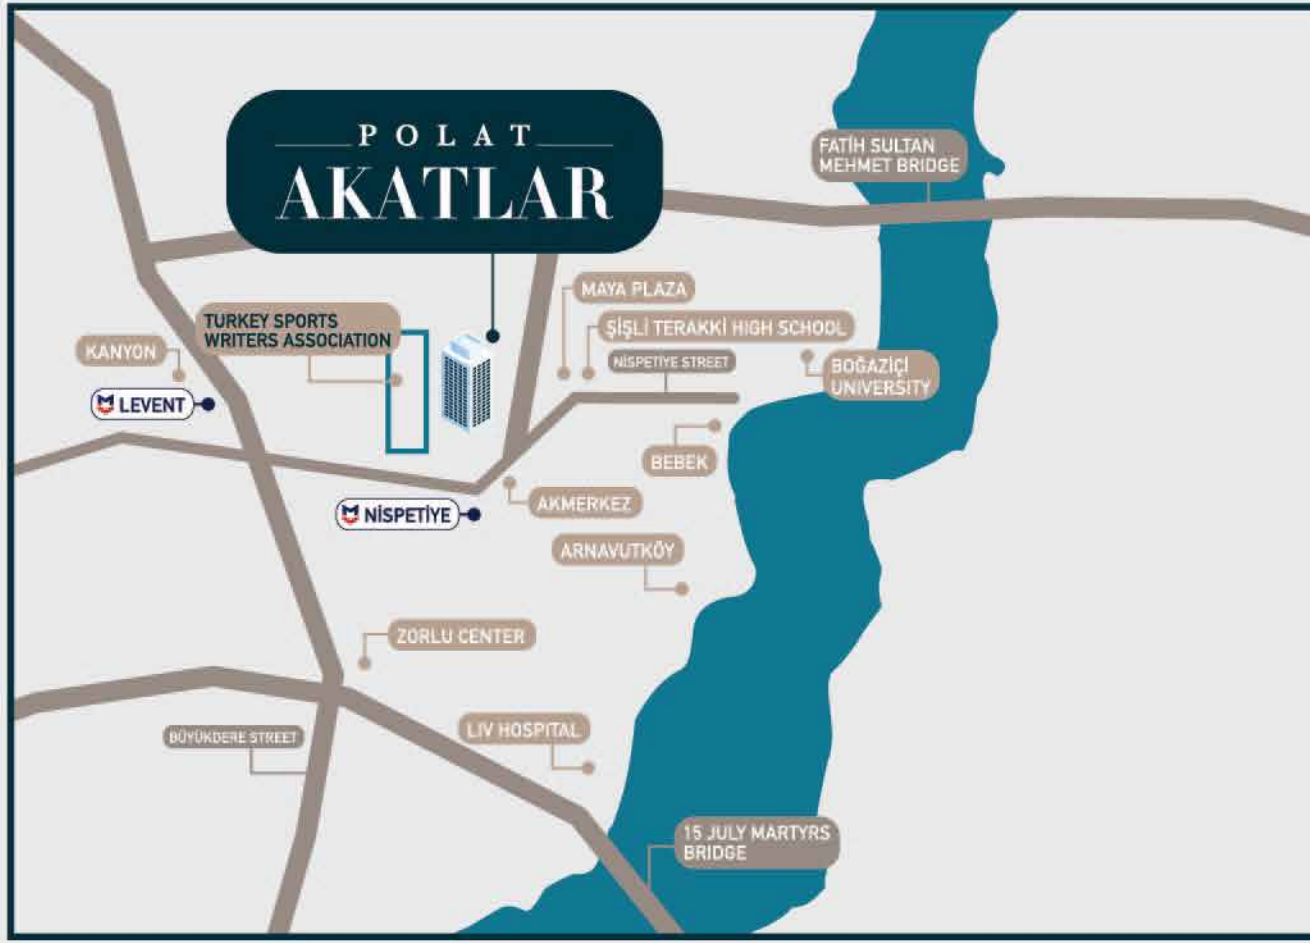 POLAT
AKATLAR
FATİH SULTAN
MEHMET BRIDGE
MAYA PLAZA
TURKEY SPORTS
WRITERS ASSOCIATION
ŞİŞLİ TERAKKİ HIGH SCHOOL
KANYON
NİSPETİYE STREET
BOĞAZİÇİ
UNIVERSITY
LEVENT
BEBEK
AKMERKEZ
NİSPETİYE
ARNAVUTKÖY
ZORLU CENTER
LIV HOSPITAL
BÜYÜKDERE STREET
15 JULY MARTYRS
BRIDGE